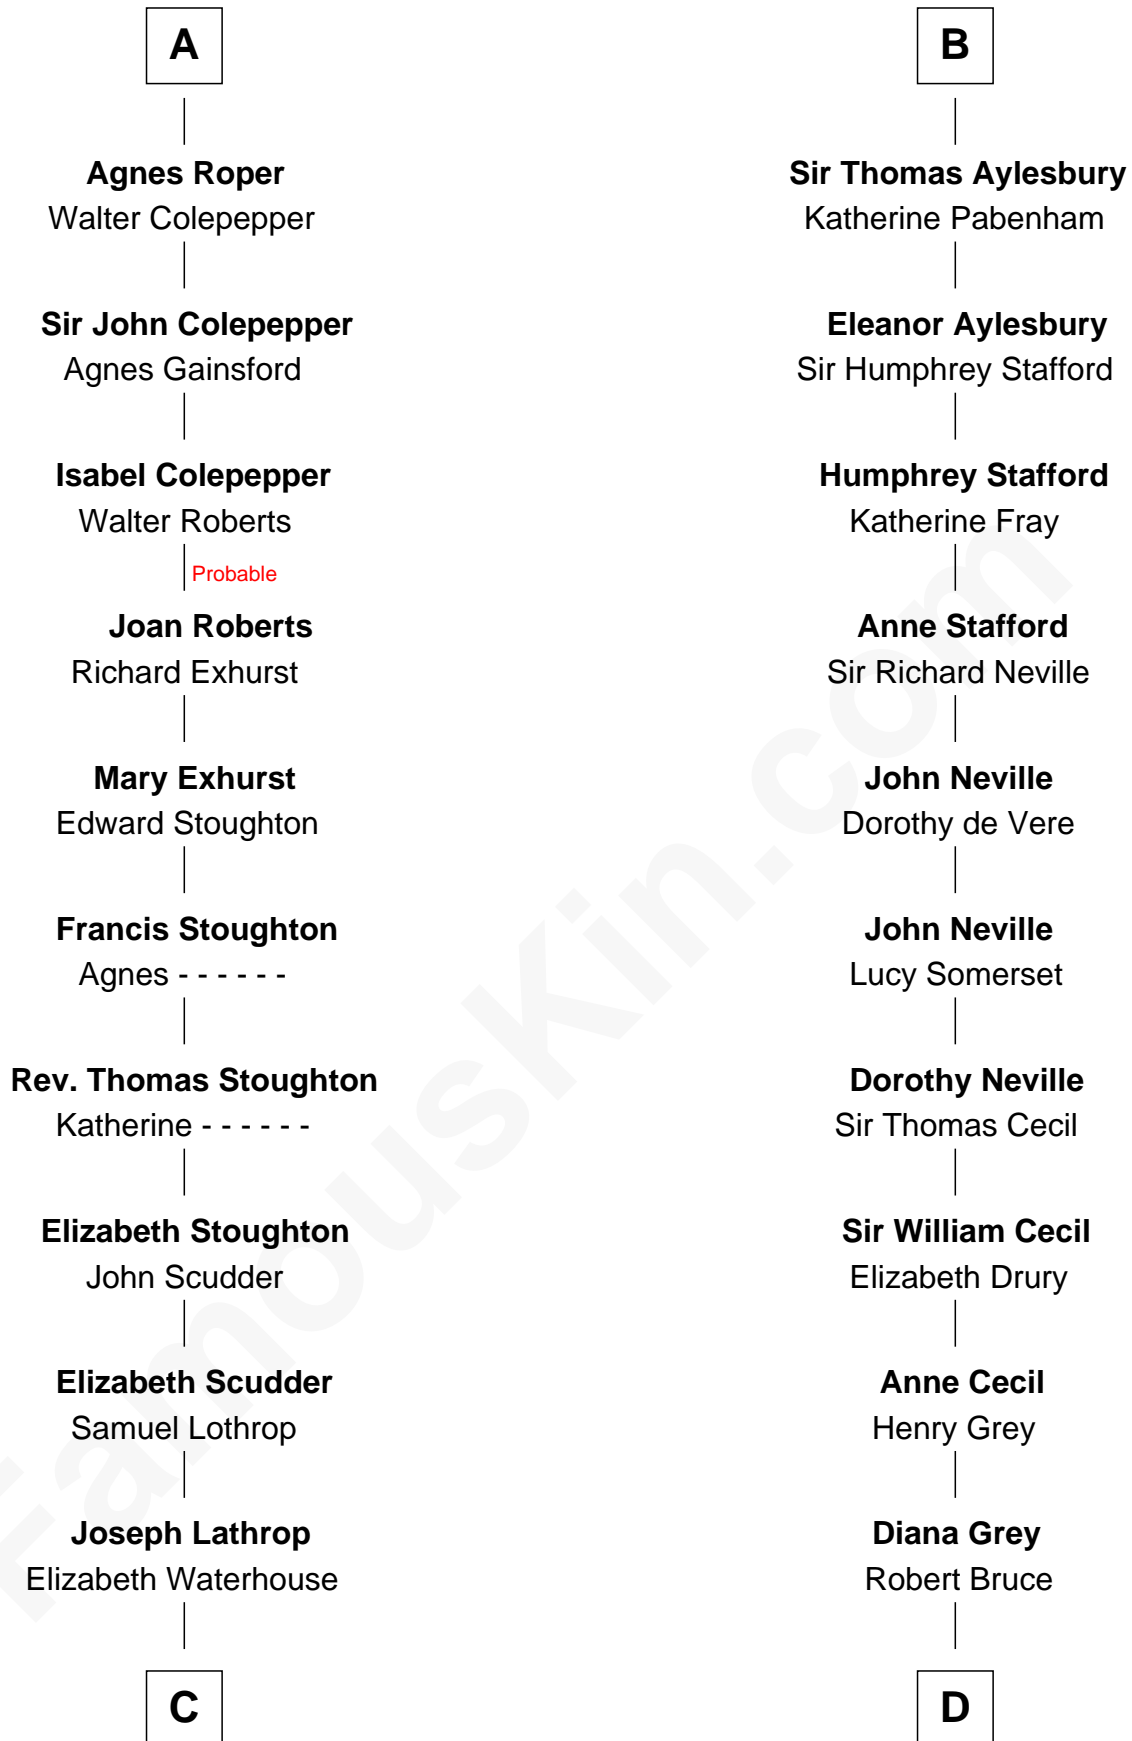 A
Agnes Roper
Walter Colepepper
Sir John Colepepper
Agnes Gainsford
Isabel Colepepper
Walter Roberts
Probable
Joan Roberts
Richard Exhurst
Mary Exhurst
Edward Stoughton
Francis Stoughton
Agnes - - - - - -
Rev. Thomas Stoughton
Katherine - - - - - -
Elizabeth Stoughton
John Scudder
Elizabeth Scudder
Samuel Lothrop
Joseph Lathrop
Elizabeth Waterhouse
C
B
Sir Thomas Aylesbury
Katherine Pabenham
Eleanor Aylesbury
Sir Humphrey Stafford
Humphrey Stafford
Katherine Fray
Anne Stafford
Sir Richard Neville
John Neville
Dorothy de Vere
John Neville
Lucy Somerset
Dorothy Neville
Sir Thomas Cecil
Sir William Cecil
Elizabeth Drury
Anne Cecil
Henry Grey
Diana Grey
Robert Bruce
D
FamousKin.com